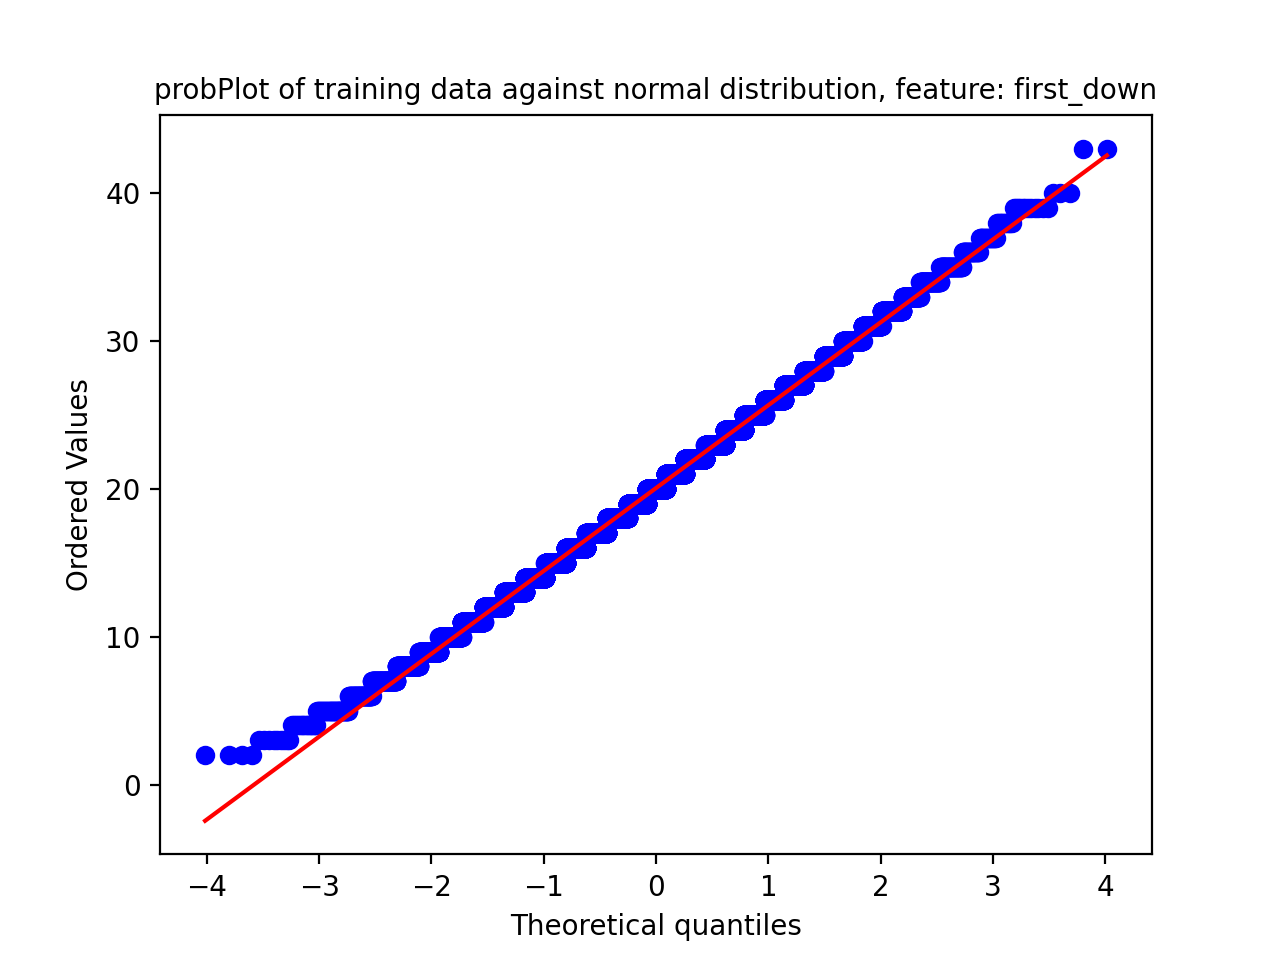 probPlot of training data against normal distribution, feature: first_down
Ordered Values
40
30
20
10
0
−4 −3 −2 −1 0 1 2 3 4
Theoretical quantiles